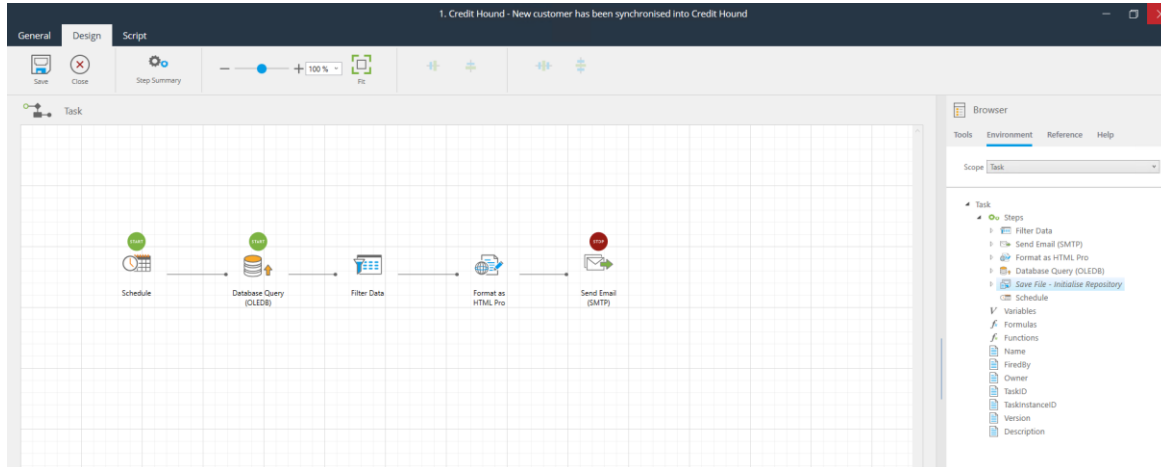 1. Credit Hound - New customer has been synchronised into Credit Hound
General Design Script
Save
Close
Step Summary
100 %
Fit
Task
START
START
STOP
Schedule
Database Query
(OLEDB)
Filter Data
Format as
HTML Pro
Send Email
(SMTP)
Browser
Tools Environment Reference Help
Scope Task
Task
Steps
Filter Data
Send Email (SMTP)
Format as HTML Pro
Database Query (OLEDB)
Save File - Initialise Repository
Schedule
Variables
Formulas
Functions
Name
FiredBy
Owner
TaskID
TaskInstanceID
Version
Description